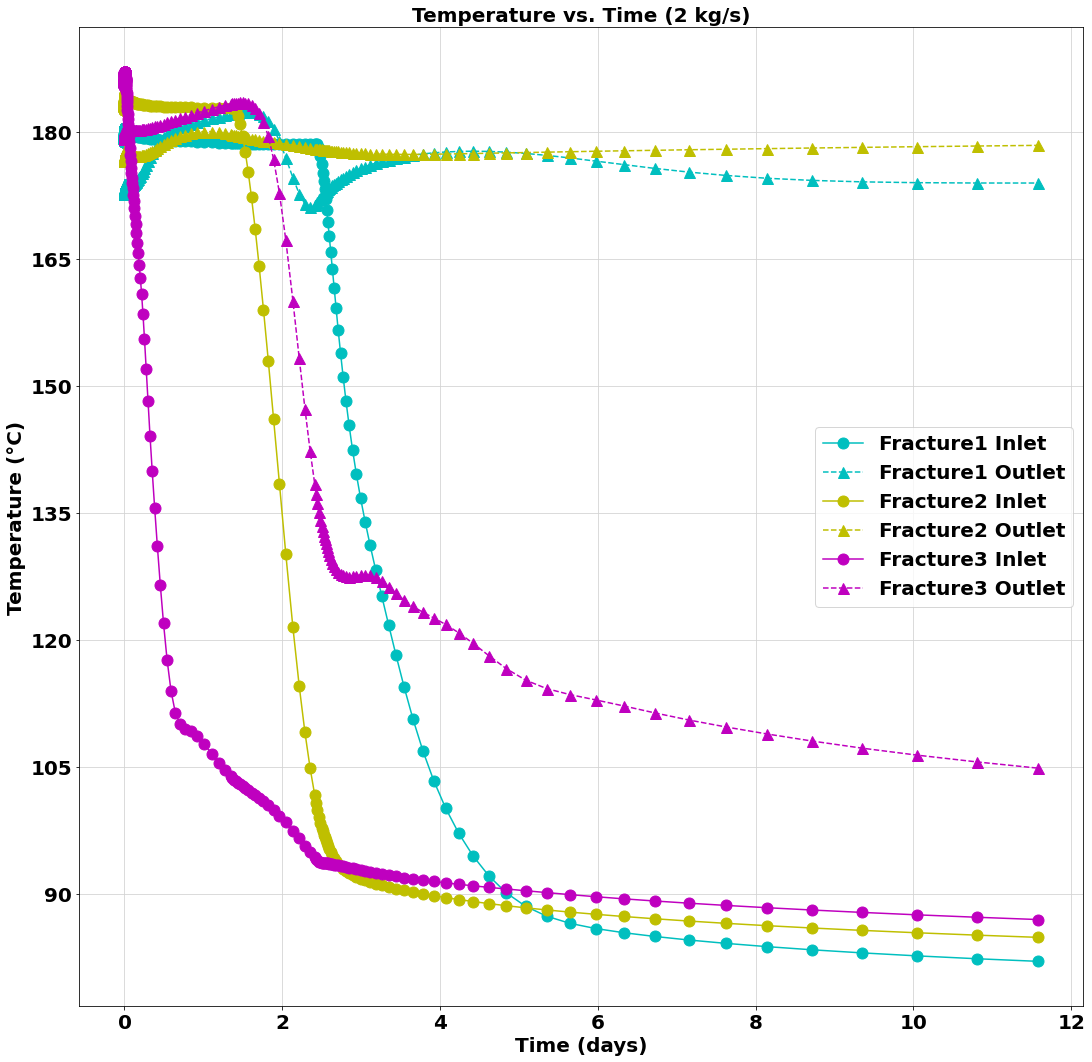 Temperature vs. Time (2 kg/s)
Temperature (°C)
180
165
150
135
120
105
90
Fracture1 Inlet
Fracture1 Outlet
Fracture2 Inlet
Fracture2 Outlet
Fracture3 Inlet
Fracture3 Outlet
0 2 4 6 8 10 12
Time (days)